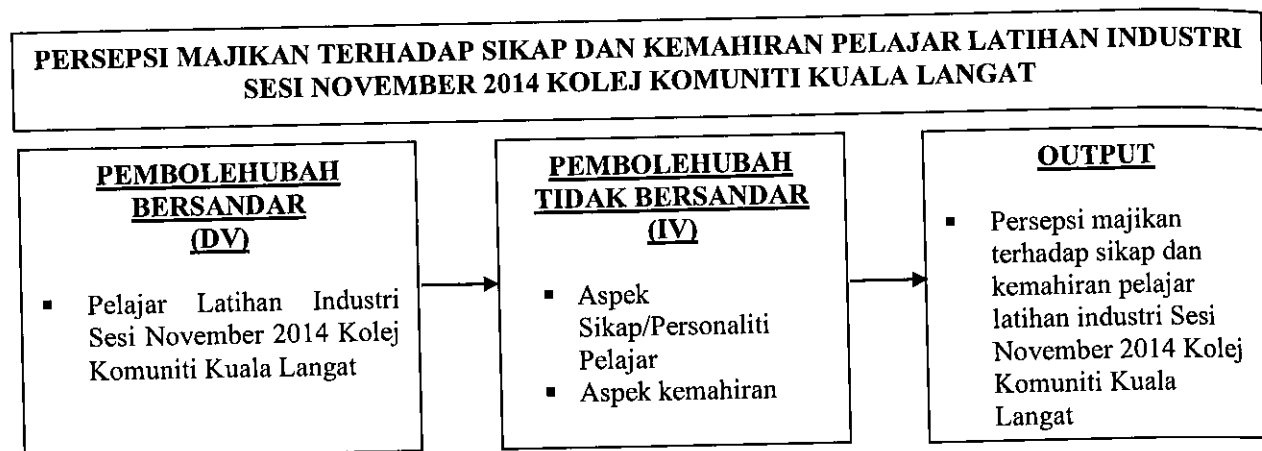 PERSEPSI MAJIKAN TERHADAP SIKAP DAN KEMAHIRAN PELAJAR LATIHAN INDUSTRI
SESI NOVEMBER 2014 KOLEJ KOMUNITI KUALA LANGAT
PEMBOLEHUBAH
BERSANDAR
(DV)
▪ Pelajar Latihan Industri
Sesi November 2014 Kolej
Komuniti Kuala Langat
PEMBOLEHUBAH
TIDAK BERSANDAR
(IV)
▪ Aspek
Sikap/Personaliti
Pelajar
▪ Aspek kemahiran
OUTPUT
▪ Persepsi majikan
terhadap sikap dan
kemahiran pelajar
latihan industri Sesi
November 2014 Kolej
Komuniti Kuala
Langat